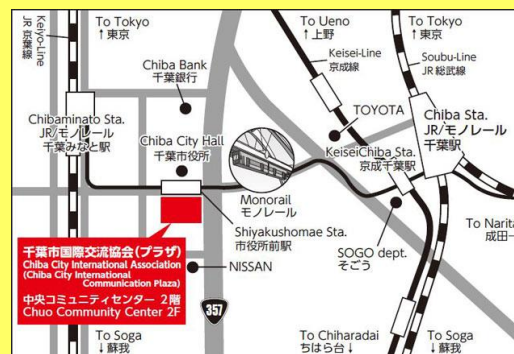 Keiyo-Line
JR 京葉線
To Tokyo
↑東京
To Ueno
↑上野
To Tokyo
↑東京
Keisei-Line
京成線
Soubu-Line
JR 総武線
Chiba Bank
千葉銀行
TOYOTA
Chibaminato Sta.
JR/モノレール
千葉みなと駅
Chiba City Hall
千葉市役所
Chiba Sta.
JR/モノレール
千葉駅
KeiseiChiba Sta.
京成千葉駅
Monorail
モノレール
Shiyakushomae Sta.
市役所前駅
SOGO dept.
そごう
To Narita
成田→
千葉市国際交流協会(プラザ)
Chiba City International Association
(Chiba City International
Communication Plaza)
中央コミュニティセンター 2階
Chuo Community Center 2F
NISSAN
357
To Soga
↓蘇我
To Chiharadai
ちはら台↓
To Soga
↓蘇我